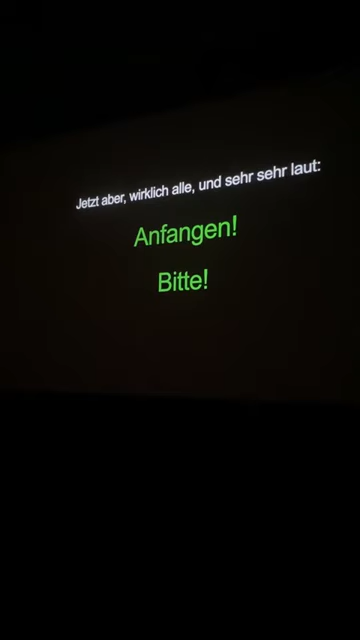 Jetzt aber, wirklich alle, und sehr sehr laut:
Anfangen!
Bitte!